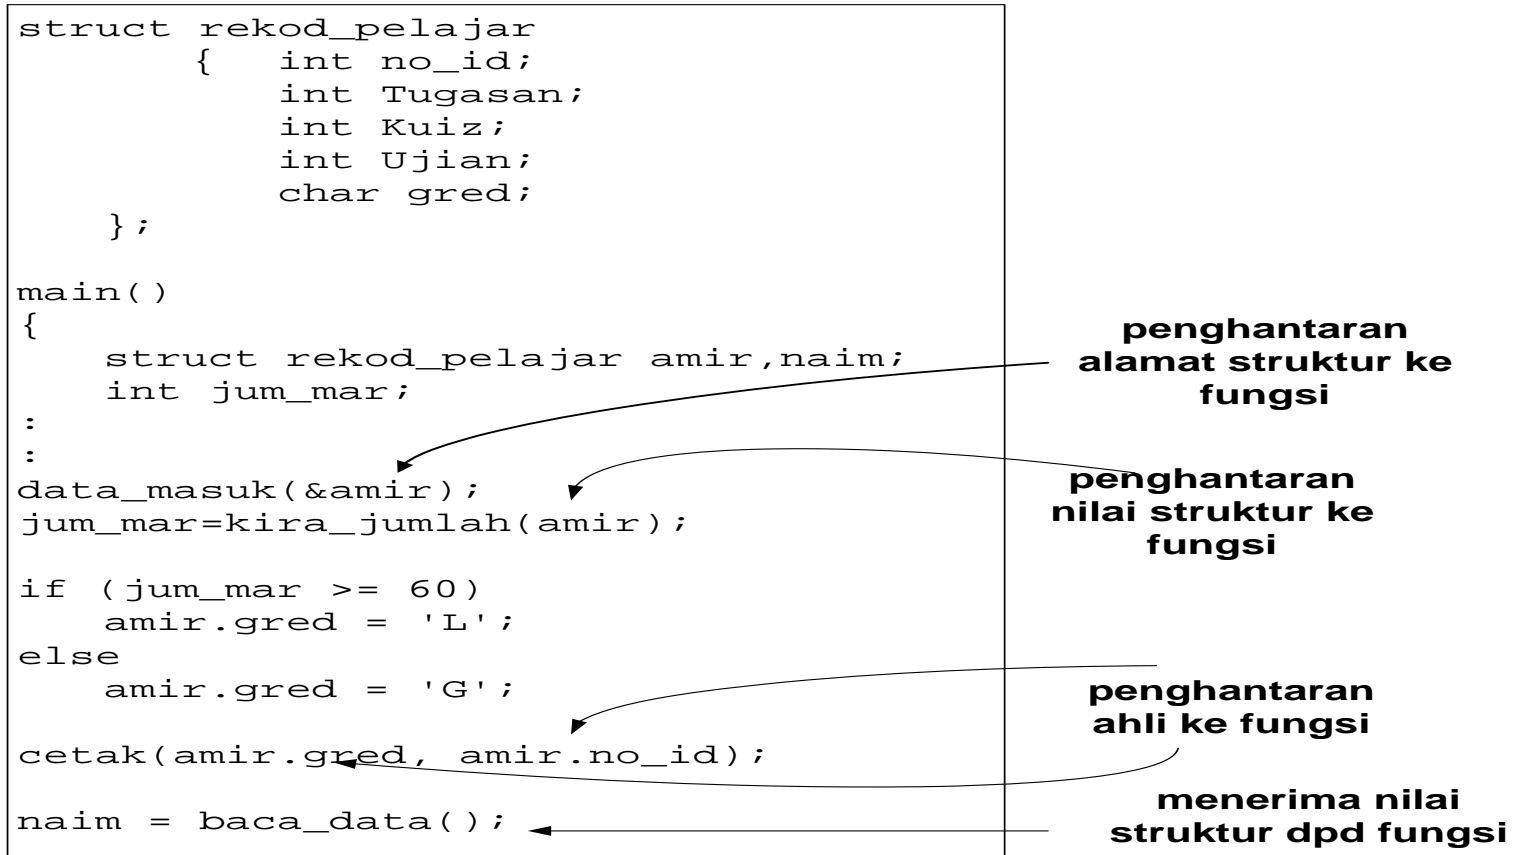 struct rekod_pelajar
{ int no_id;
int Tugasan;
int Kuiz;
int Ujian;
char gred;
};
main()
{
struct rekod_pelajar amir,naim;
int jum_mar;
:
:
data_masuk(&amir);
jum_mar=kira_jumlah(amir);
if (jum_mar >= 60)
amir.gred = 'L';
else
amir.gred = 'G';
cetak(amir.gred, amir.no_id);
naim = baca_data();
penghantaran
alamat struktur ke
fungsi
penghantaran
nilai struktur ke
fungsi
penghantaran
ahli ke fungsi
menerima nilai
struktur dpd fungsi